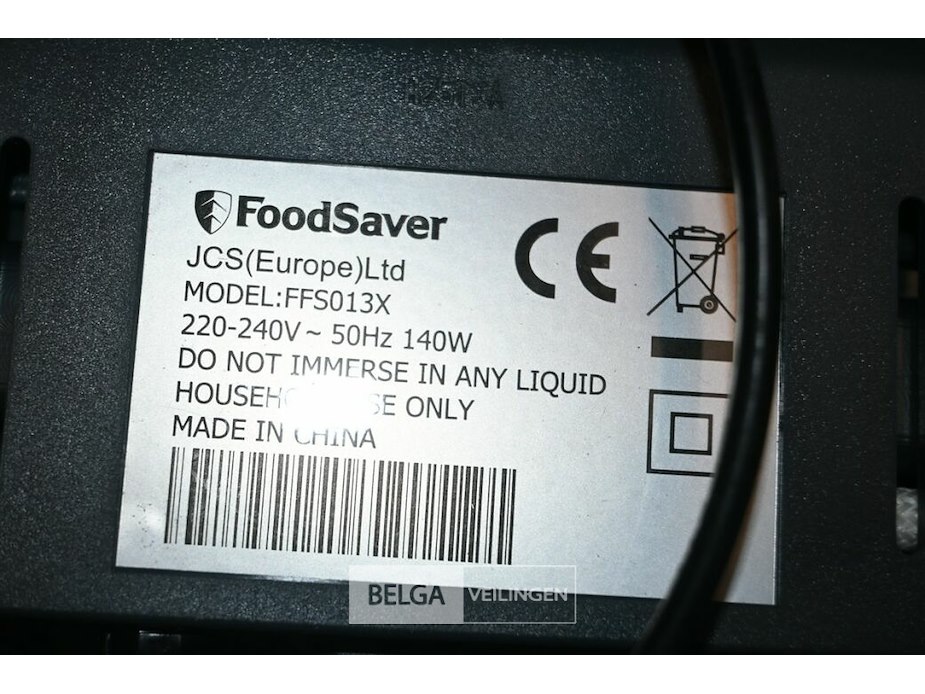 FoodSaver
JCS(Europe)Ltd
MODEL:FFS013X
220-240V~ 50Hz 140W
DO NOT IMMERSE IN ANY LIQUID
ONLY
MADE IN CHINA
CE
BELGA VEILINGEN